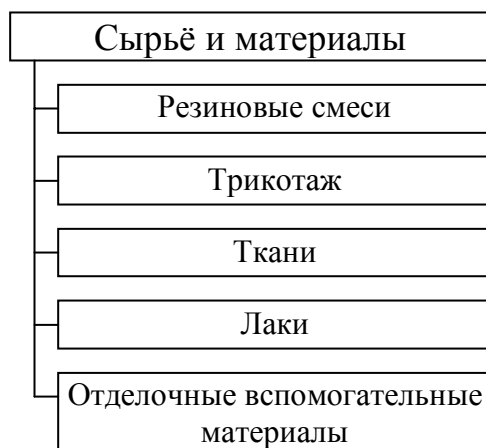 Сырьё и материалы
Резиновые смеси
Трикотаж
Ткани
Лаки
Отделочные вспомогательные
материалы